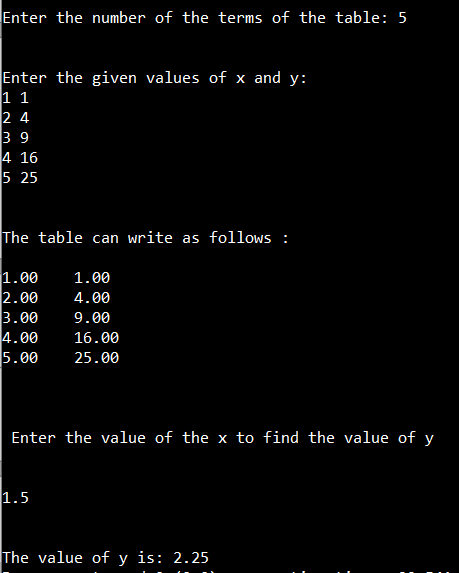 Enter the number of the terms of the table: 5
Enter the given values of x and y:
1 1
2 4
3 9
4 16
5 25
The table can write as follows :
1.00 1.00
2.00 4.00
3.00 9.00
4.00 16.00
5.00 25.00
Enter the value of the x to find the value of y
1.5
The value of y is: 2.25